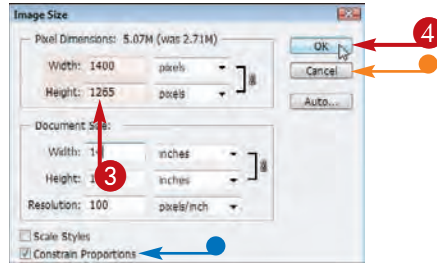 Image Size
Pixel Dimensions: 5.07M (was 2.71M)
OK
4
Width: 1400 pixels
Cancel
Height: 1265 pixels
Auto...
Document Size:
3
Width: 14 inches
Height: inches
Resolution: 100 pixels/inch
Scale Styles
Constrain Proportions